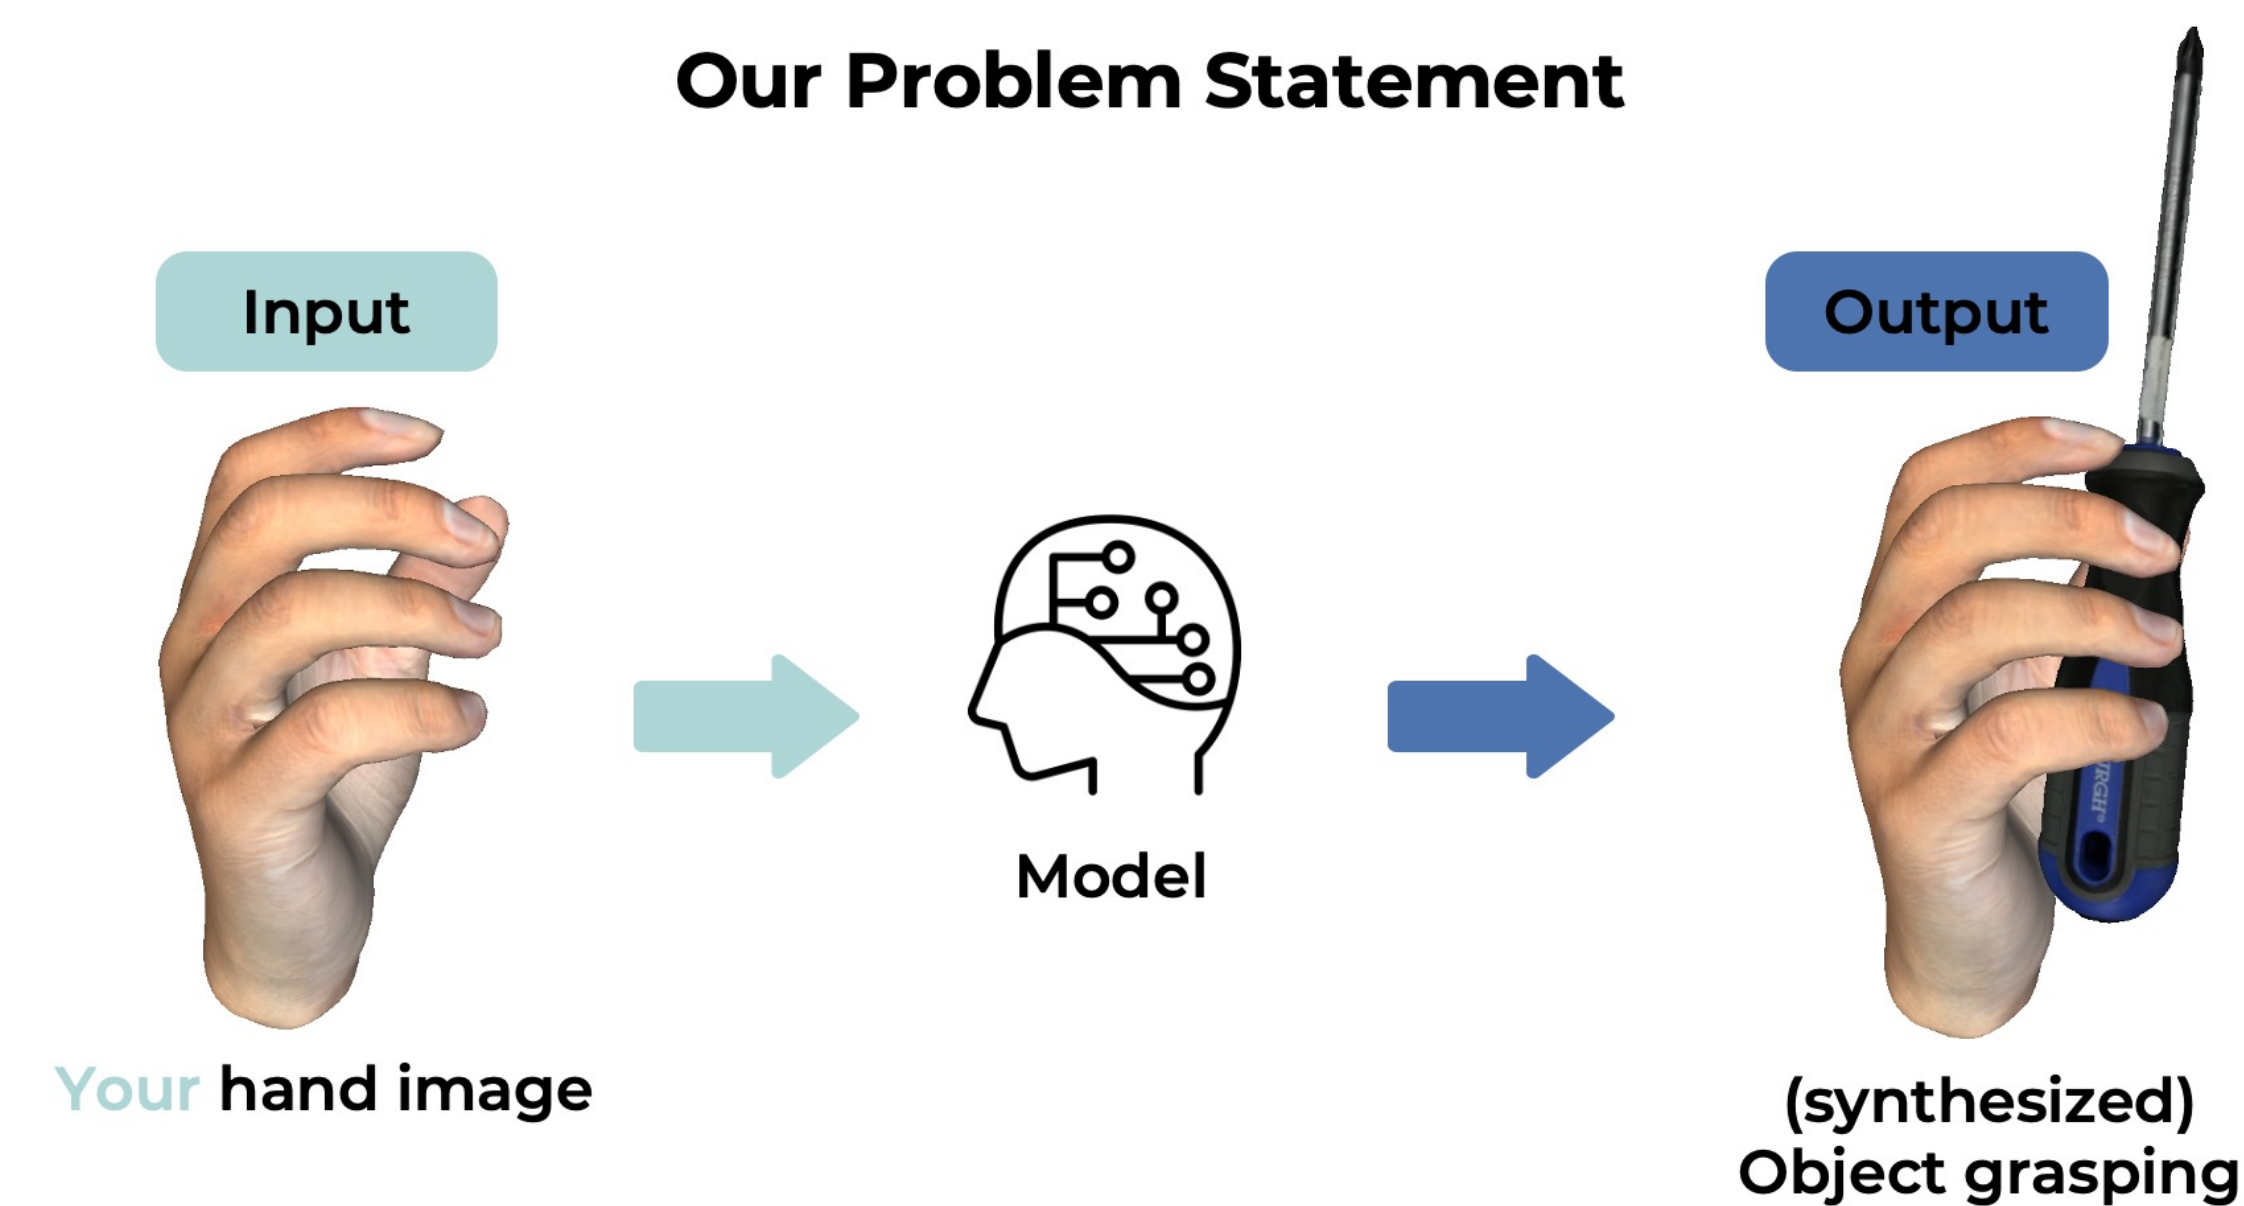 Our Problem Statement
Input
Output
Model
Your hand image
(synthesized)
Object grasping